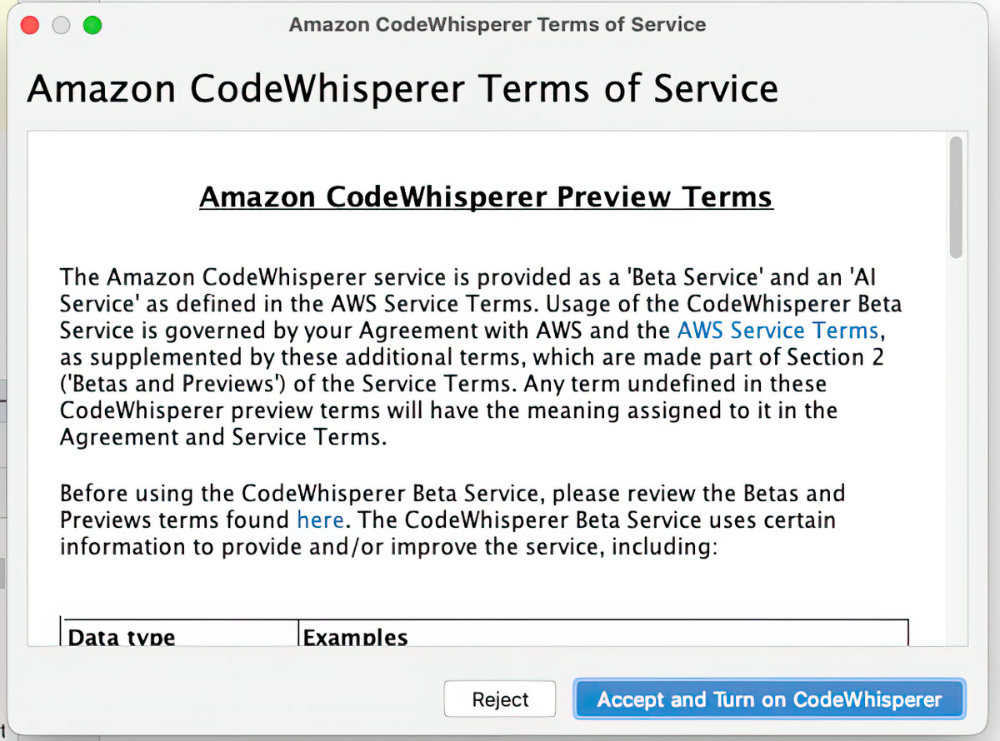 Amazon CodeWhisperer Terms of Service
Amazon CodeWhisperer Terms of Service
Amazon CodeWhisperer Preview Terms
The Amazon CodeWhisperer service is provided as a 'Beta Service' and an 'AI
Service' as defined in the AWS Service Terms. Usage of the CodeWhisperer Beta
Service is governed by your Agreement with AWS and the AWS Service Terms,
as supplemented by these additional terms, which are made part of Section 2
('Betas and Previews') of the Service Terms. Any term undefined in these
CodeWhisperer preview terms will have the meaning assigned to it in the
Agreement and Service Terms.
Before using the CodeWhisperer Beta Service, please review the Betas and
Previews terms found here. The CodeWhisperer Beta Service uses certain
information to provide and/or improve the service, including:
Data type Examples
Reject Accept and Turn on CodeWhisperer